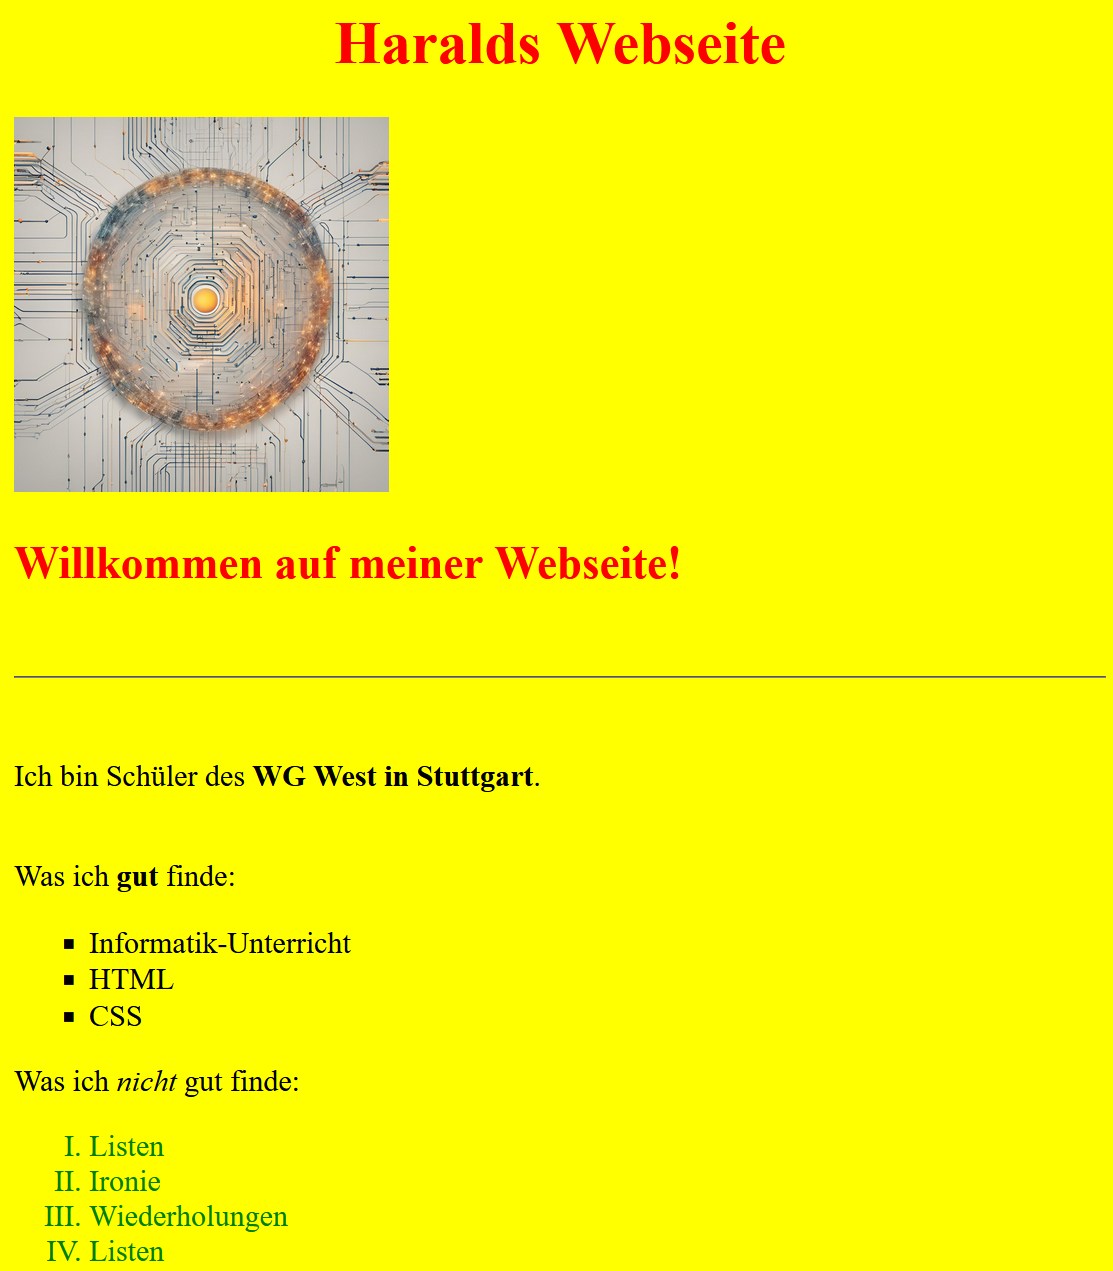 Haralds Webseite
Willkommen auf meiner Webseite!
Ich bin Schüler des WG West in Stuttgart.
Was ich gut finde:
▪ Informatik-Unterricht
▪ HTML
▪ CSS
Was ich nicht gut finde:
I. Listen
II. Ironie
III. Wiederholungen
IV. Listen